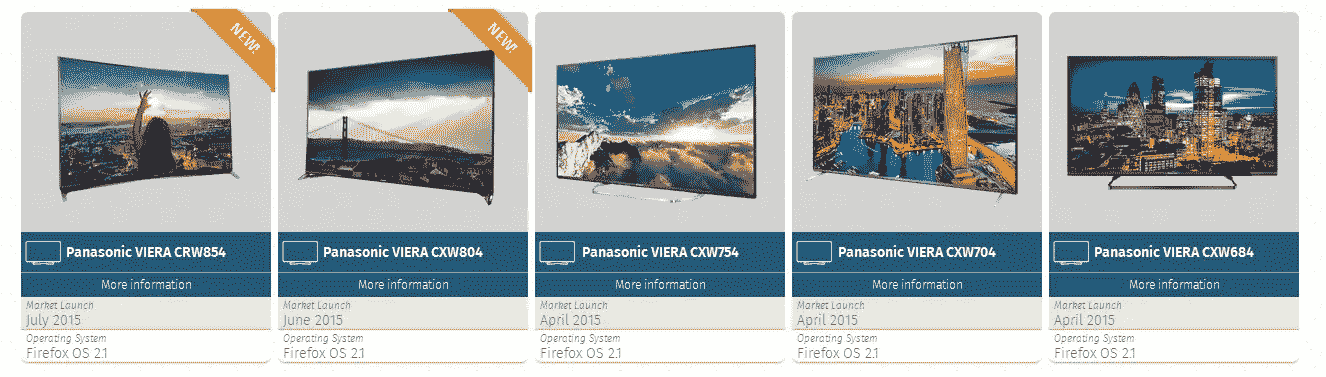 NEW!
Panasonic VIERA CRW854
More information
Market Launch
July 2015
Operating System
Firefox OS 2.1
NEW!
Panasonic VIERA CXW804
More information
Market Launch
June 2015
Operating System
Firefox OS 2.1
Panasonic VIERA CXW754
More information
Market Launch
April 2015
Operating System
Firefox OS 2.1
Panasonic VIERA CXW704
More information
Market Launch
April 2015
Operating System
Firefox OS 2.1
Panasonic VIERA CXW684
More information
Market Launch
April 2015
Operating System
Firefox OS 2.1